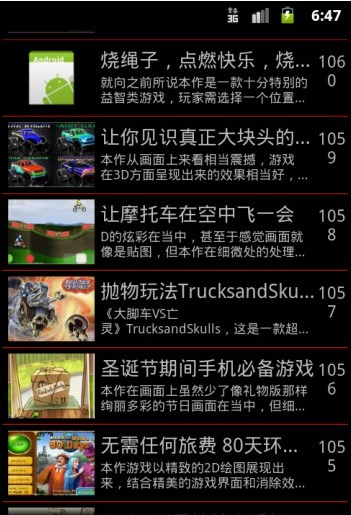 3G 6:47
Android
烧绳子，点燃快乐，烧...
106
0
就向之前所说本作是一款十分特别的
益智类游戏，玩家需选择一个位置...
让你见识真正大块头的...
105
9
本作从画面上来看相当震撼，游戏
在3D方面呈现出来的效果相当好，...
让摩托车在空中飞一会
105
8
D的炫彩在当中，甚至于感觉画面就
像是贴图，但本作在细微处的处理...
抛物玩法TrucksandSku...
105
7
《大脚车VS亡
灵》TrucksandSkulls，这是一款超...
圣诞节期间手机必备游戏
105
6
本作在画面上虽然少了像礼物版那样
绚丽多彩的节日画面在当中，但细...
无需任何旅费 80天环...
105
5
本作游戏以精致的2D绘图展现出
来，结合精美的游戏界面和消除效...